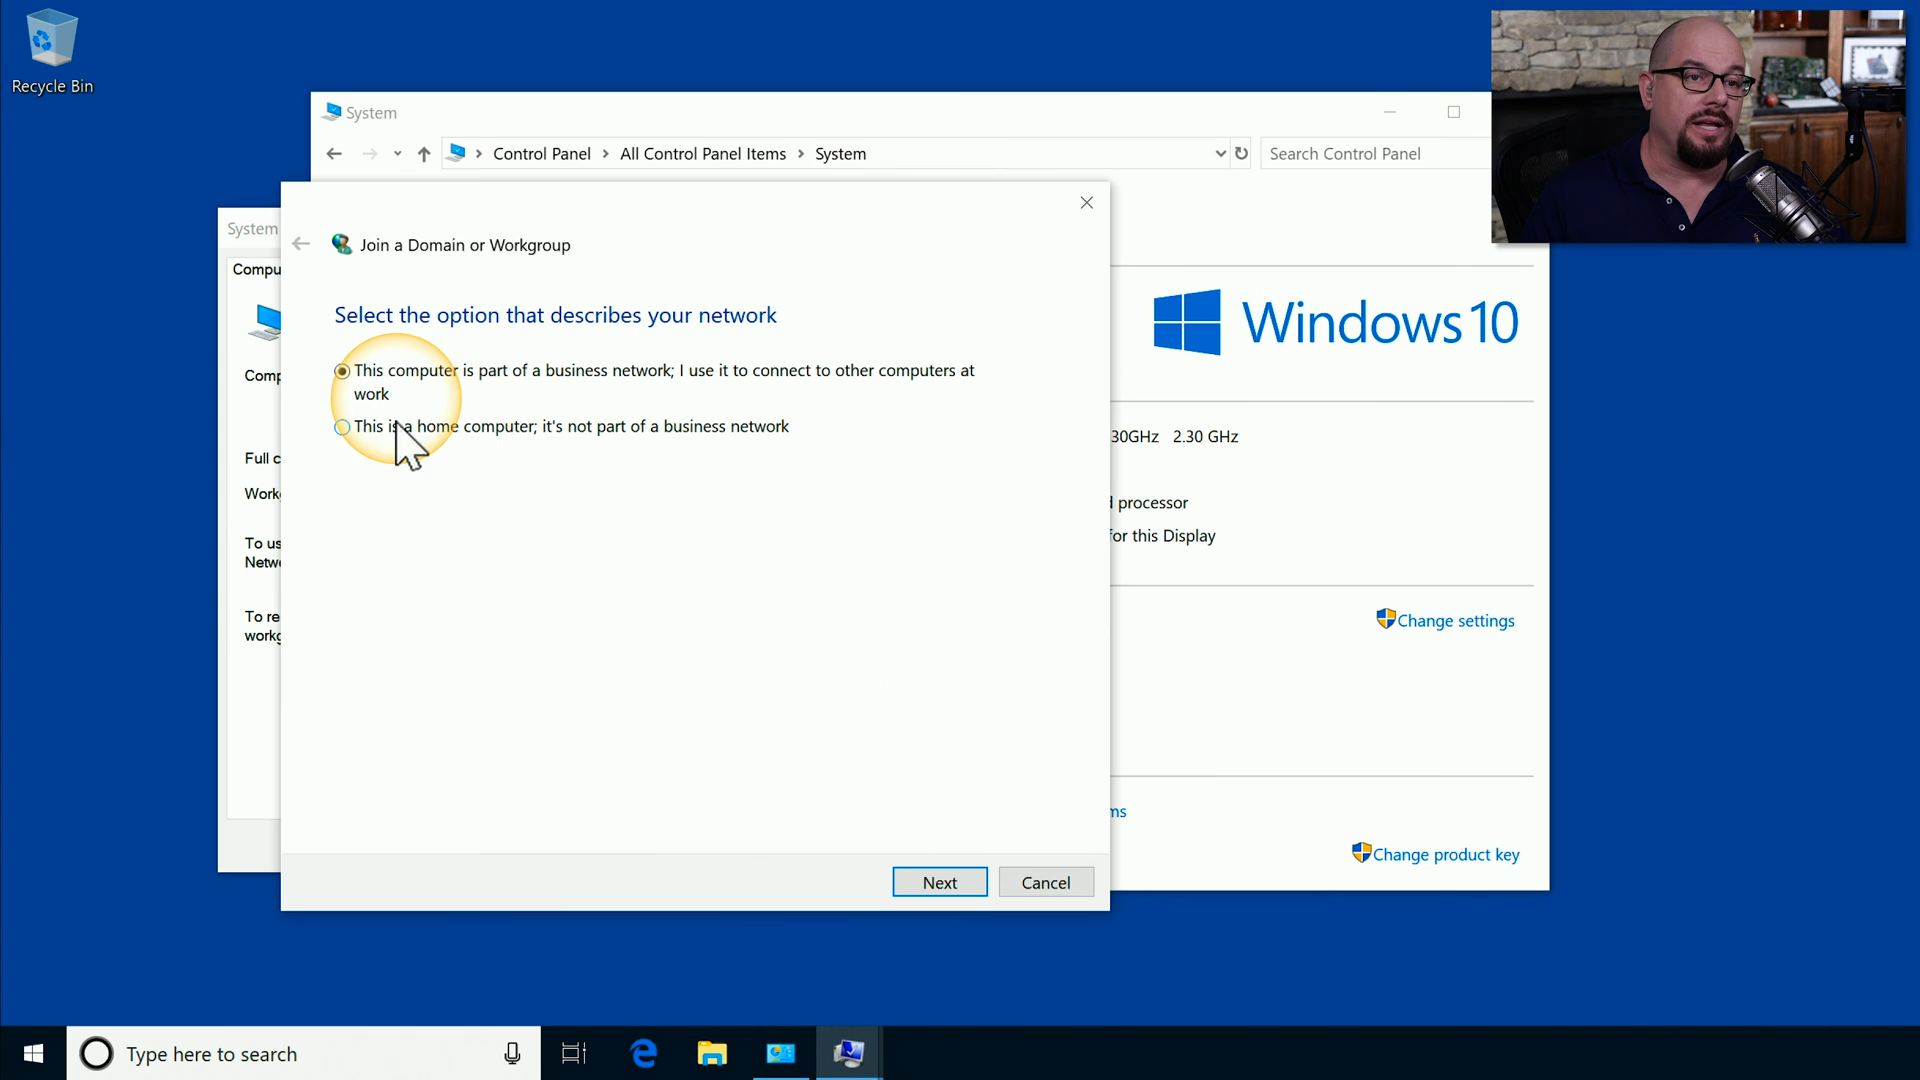 Recycle Bin
System
Control Panel
All Control Panel Items
System
Search Control Panel
System
Join a Domain or Workgroup
Compu
Select the option that describes your network
Windows 10
Comp
This computer is part of a business network; I use it to connect to other computers at
work
This is a home computer; it's not part of a business network
30GHz 2.30 GHz
Full c
Work
processor
for this Display
To us
Netw
To re
workg
Change settings
ms
Change product key
Next
Cancel
Type here to search